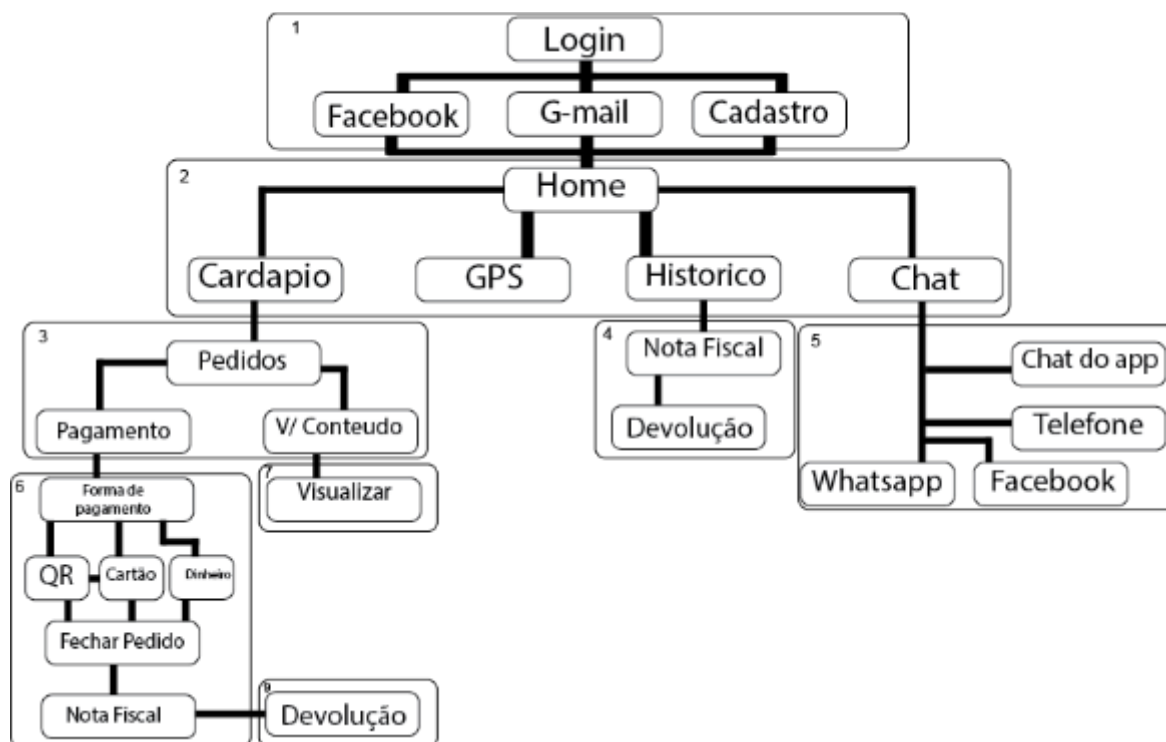 1
Login
Facebook
G-mail
Cadastro
2
Home
Cardapio
GPS
Historico
Chat
3
Pedidos
Pagamento
V/ Conteudo
4
Nota Fiscal
Devolução
5
Chat do app
Telefone
Whatsapp
Facebook
6
Forma de
pagamento
QR
Cartão
Dinheiro
Fechar Pedido
Nota Fiscal
7
Visualizar
9
Devolução